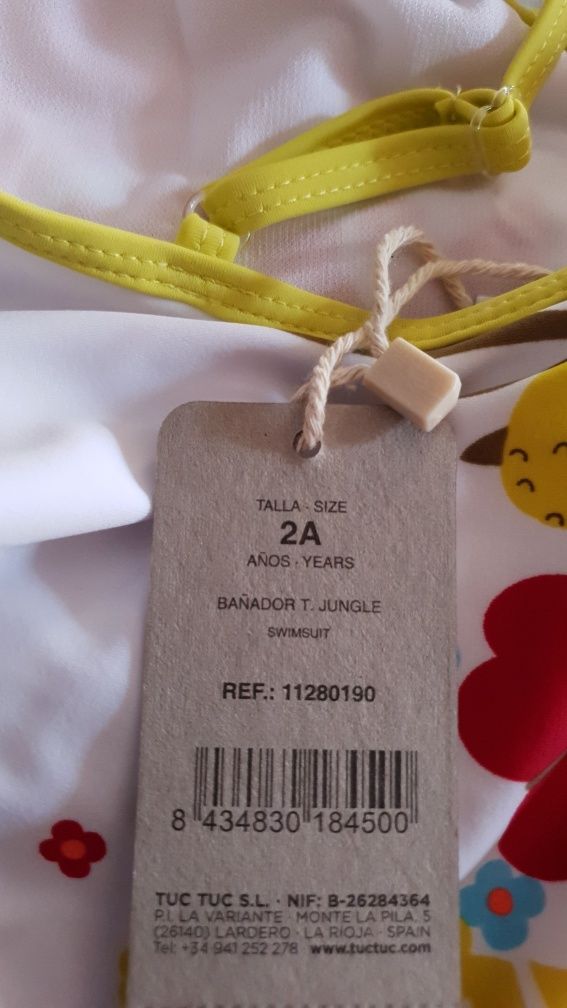 TALLA · SIZE
2A
AÑOS · YEARS
BAÑADOR T. JUNGLE
SWIMSUIT
REF.: 11280190
8 434830 184500
TUC TUC S.L. · NIF: B-26284364
P.I. LA VARIANTE · MONTE LA PILA, 5
(26140) LARDERO · LA RIOJA · SPAIN
Tel: +34 941 252 278 www.tuctuc.com